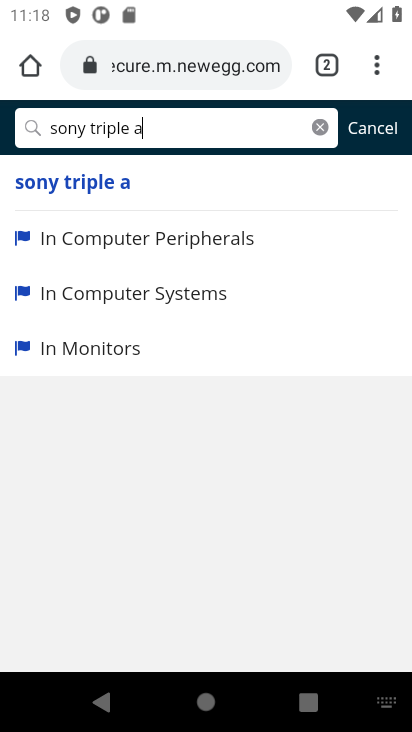 11:18
ecure.m.newegg.com
2
sony triple a
Cancel
sony triple a
In Computer Peripherals
In Computer Systems
In Monitors